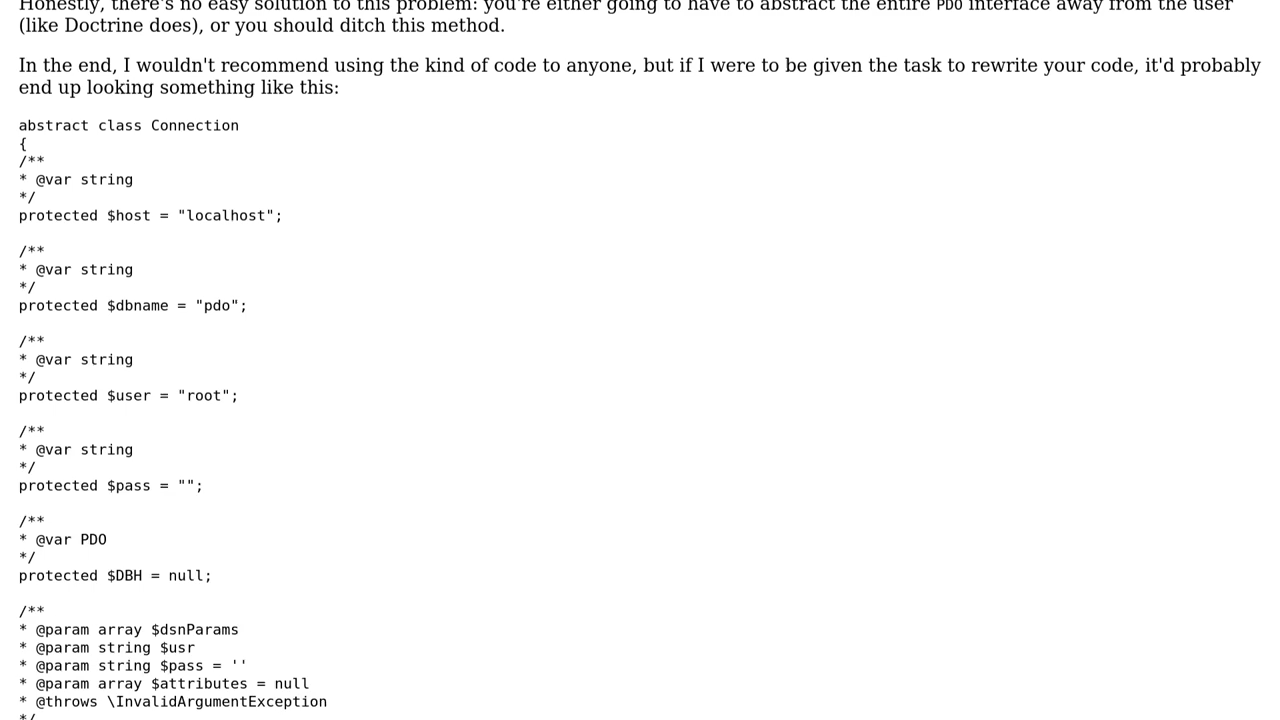 Honestly, there's no easy solution to this problem: you're either going to have to abstract the entire PDO interface away from the user
(like Doctrine does), or you should ditch this method.
In the end, I wouldn't recommend using the kind of code to anyone, but if I were to be given the task to rewrite your code, it'd probably
end up looking something like this:
abstract class Connection
{
/**
* @var string
*/
protected $host = "localhost";
/**
* @var string
*/
protected $dbname = "pdo";
/**
* @var string
*/
protected $user = "root";
/**
* @var string
*/
protected $pass = "";
/**
* @var PDO
*/
protected $DBH = null;
/**
* @param array $dsnParams
* @param string $usr
* @param string $pass = ''
* @param array $attributes = null
* @throws \InvalidArgumentException
*/